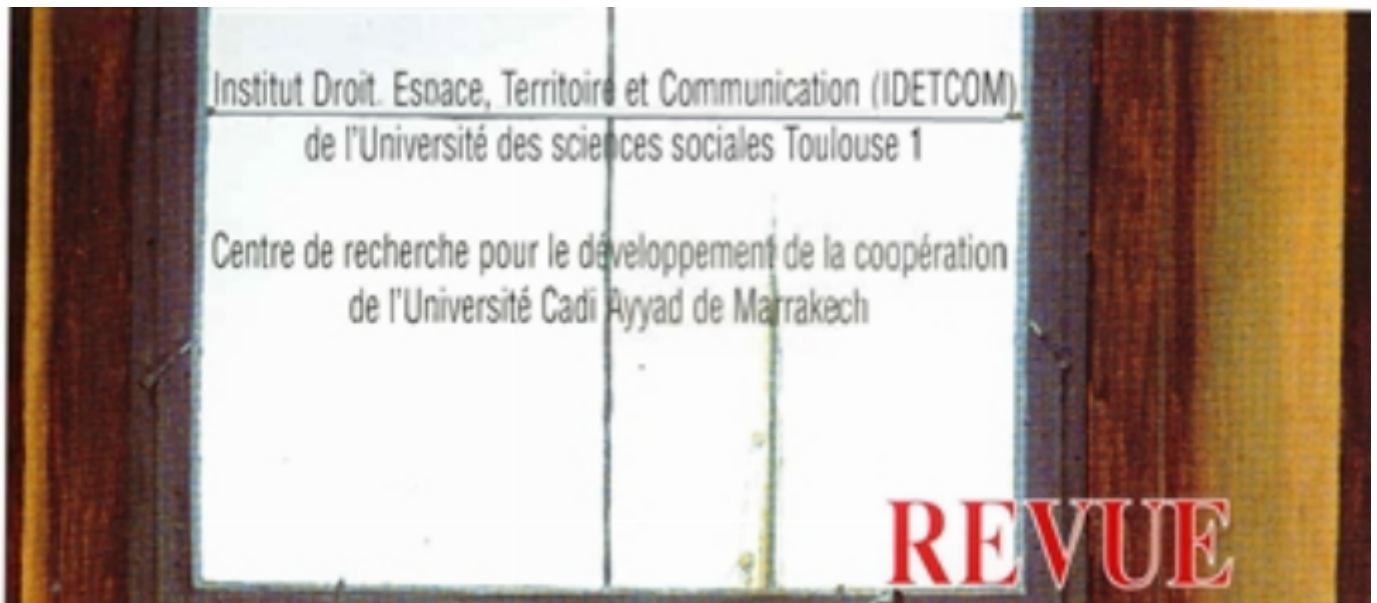 Institut Droit. Espace, Territoire et Communication (IDETCOM)
de l'Université des sciences sociales Toulouse 1
Centre de recherche pour le développement de la coopération
de l'Université Cadi Ayyad de Marrakech
REVUE